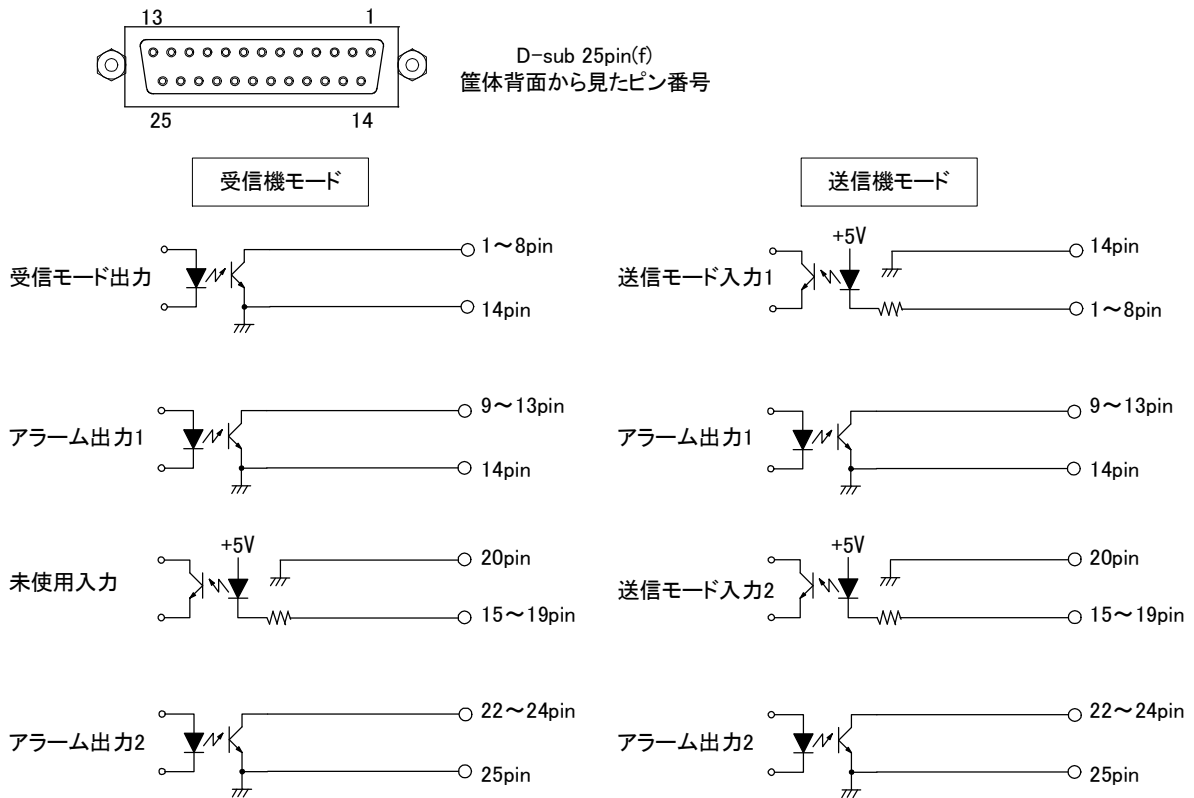 13 1
D-sub 25pin(f)
筐体背面から見たピン番号
25 14
受信機モード
受信モード出力
1～8pin
14pin
アラーム出力1
9～13pin
14pin
未使用入力
+5V
20pin
15～19pin
アラーム出力2
22～24pin
25pin
送信機モード
送信モード入力1
+5V
14pin
1～8pin
アラーム出力1
9～13pin
14pin
送信モード入力2
+5V
20pin
15～19pin
アラーム出力2
22～24pin
25pin